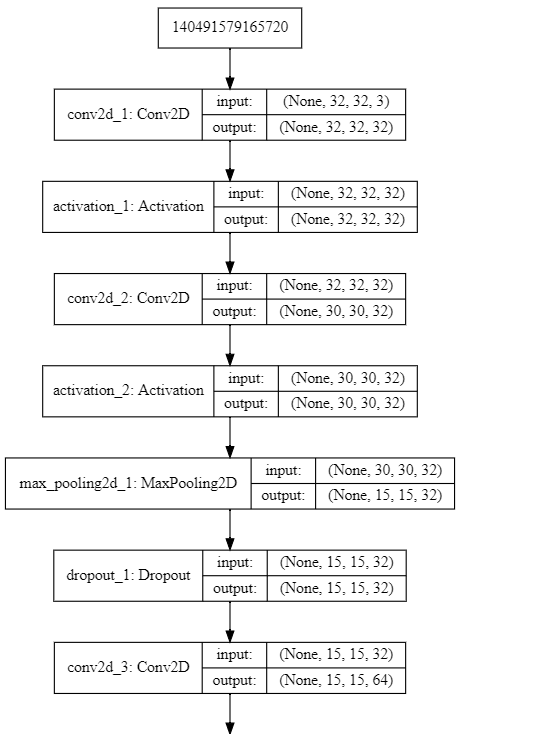 140491579165720
conv2d_1: Conv2D
input: (None, 32, 32, 3)
output: (None, 32, 32, 32)
activation_1: Activation
input: (None, 32, 32, 32)
output: (None, 32, 32, 32)
conv2d_2: Conv2D
input: (None, 32, 32, 32)
output: (None, 30, 30, 32)
activation_2: Activation
input: (None, 30, 30, 32)
output: (None, 30, 30, 32)
max_pooling2d_1: MaxPooling2D
input: (None, 30, 30, 32)
output: (None, 15, 15, 32)
dropout_1: Dropout
input: (None, 15, 15, 32)
output: (None, 15, 15, 32)
conv2d_3: Conv2D
input: (None, 15, 15, 32)
output: (None, 15, 15, 64)